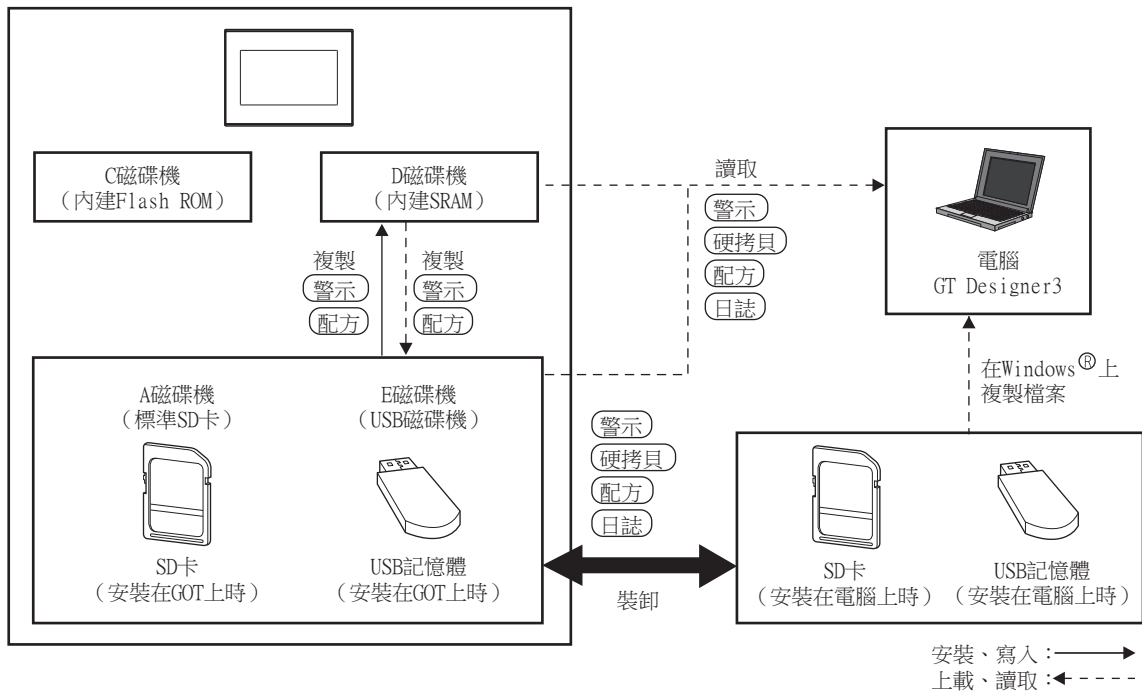 C磁碟機
（內建Flash ROM）
D磁碟機
（內建SRAM）
讀取
警示
硬拷貝
配方
日誌
電腦
GT Designer3
複製
警示
配方
複製
警示
配方
在Windows®上
複製檔案
A磁碟機
（標準SD卡）
E磁碟機
（USB磁碟機）
SD卡
（安裝在GOT上時）
USB記憶體
（安裝在GOT上時）
警示
硬拷貝
配方
日誌
裝卸
SD卡
（安裝在電腦上時）
USB記憶體
（安裝在電腦上時）
安裝、寫入：
上載、讀取：